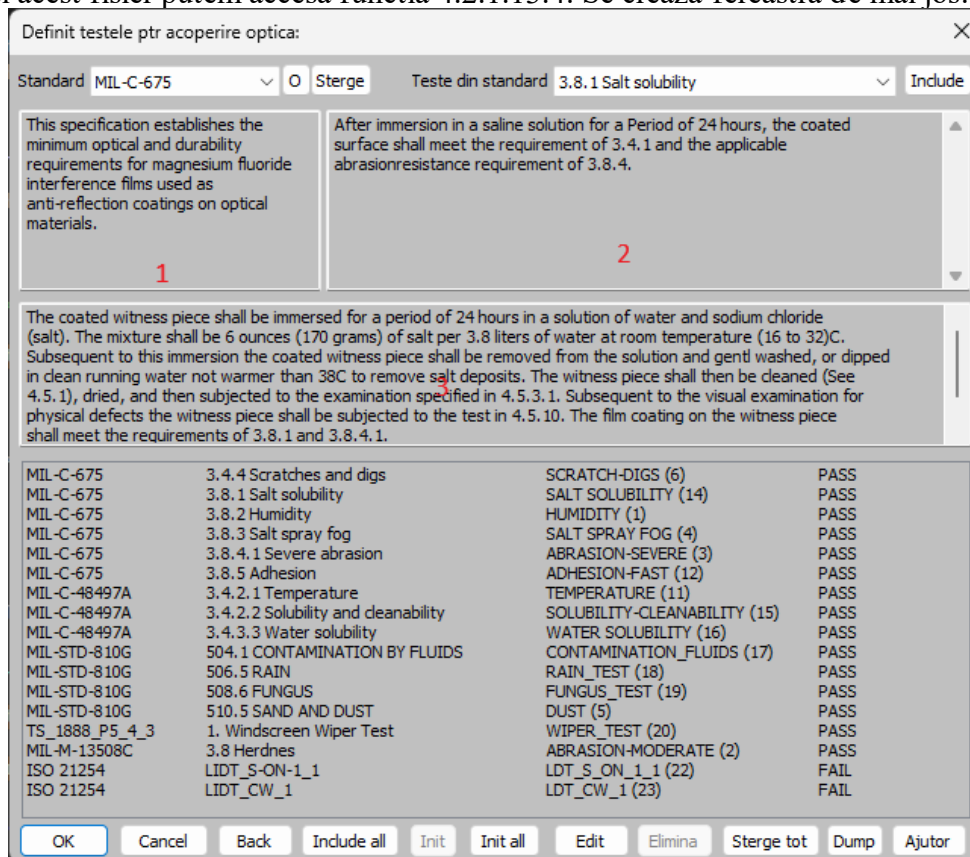 acest fisier putem accesa functia 4.2.1.13.4. Se creaza fereastra de mai jos:
Definit testele ptr acoperire optica:
Standard MIL-C-675 O Sterge Teste din standard 3.8.1 Salt solubility Include
This specification establishes the
minimum optical and durability
requirements for magnesium fluoride
interference films used as
anti-reflection coatings on optical
materials.
1
After immersion in a saline solution for a Period of 24 hours, the coated
surface shall meet the requirement of 3.4.1 and the applicable
abrasionresistance requirement of 3.8.4.
2
The coated witness piece shall be immersed for a period of 24 hours in a solution of water and sodium chloride
(salt). The mixture shall be 6 ounces (170 grams) of salt per 3.8 liters of water at room temperature (16 to 32)C.
Subsequent to this immersion the coated witness piece shall be removed from the solution and gentl washed, or dipped
in clean running water not warmer than 38C to remove salt deposits. The witness piece shall then be cleaned (See
3
4.5.1), dried, and then subjected to the examination specified in 4.5.3.1. Subsequent to the visual examination for
physical defects the witness piece shall be subjected to the test in 4.5.10. The film coating on the witness piece
shall meet the requirements of 3.8.1 and 3.8.4.1.
MIL-C-675 3.4.4 Scratches and digs SCRATCH-DIGS (6) PASS
MIL-C-675 3.8.1 Salt solubility SALT SOLUBILITY (14) PASS
MIL-C-675 3.8.2 Humidity HUMIDITY (1) PASS
MIL-C-675 3.8.3 Salt spray fog SALT SPRAY FOG (4) PASS
MIL-C-675 3.8.4.1 Severe abrasion ABRASION-SEVERE (3) PASS
MIL-C-675 3.8.5 Adhesion ADHESION-FAST (12) PASS
MIL-C-48497A 3.4.2.1 Temperature TEMPERATURE (11) PASS
MIL-C-48497A 3.4.2.2 Solubility and cleanability SOLUBILITY-CLEANABILITY (15) PASS
MIL-C-48497A 3.4.3.3 Water solubility WATER SOLUBILITY (16) PASS
MIL-STD-810G 504.1 CONTAMINATION BY FLUIDS CONTAMINATION_FLUIDS (17) PASS
MIL-STD-810G 506.5 RAIN RAIN_TEST (18) PASS
MIL-STD-810G 508.6 FUNGUS FUNGUS_TEST (19) PASS
MIL-STD-810G 510.5 SAND AND DUST DUST (5) PASS
TS_1888_P5_4_3 1. Windscreen Wiper Test WIPER_TEST (20) PASS
MIL-M-13508C 3.8 Herdnes ABRASION-MODERATE (2) PASS
ISO 21254 LIDT_S-ON-1_1 LDT_S_ON_1_1 (22) FAIL
ISO 21254 LIDT_CW_1 LDT_CW_1 (23) FAIL
OK Cancel Back Include all Init Init all Edit Elimina Sterge tot Dump Ajutor